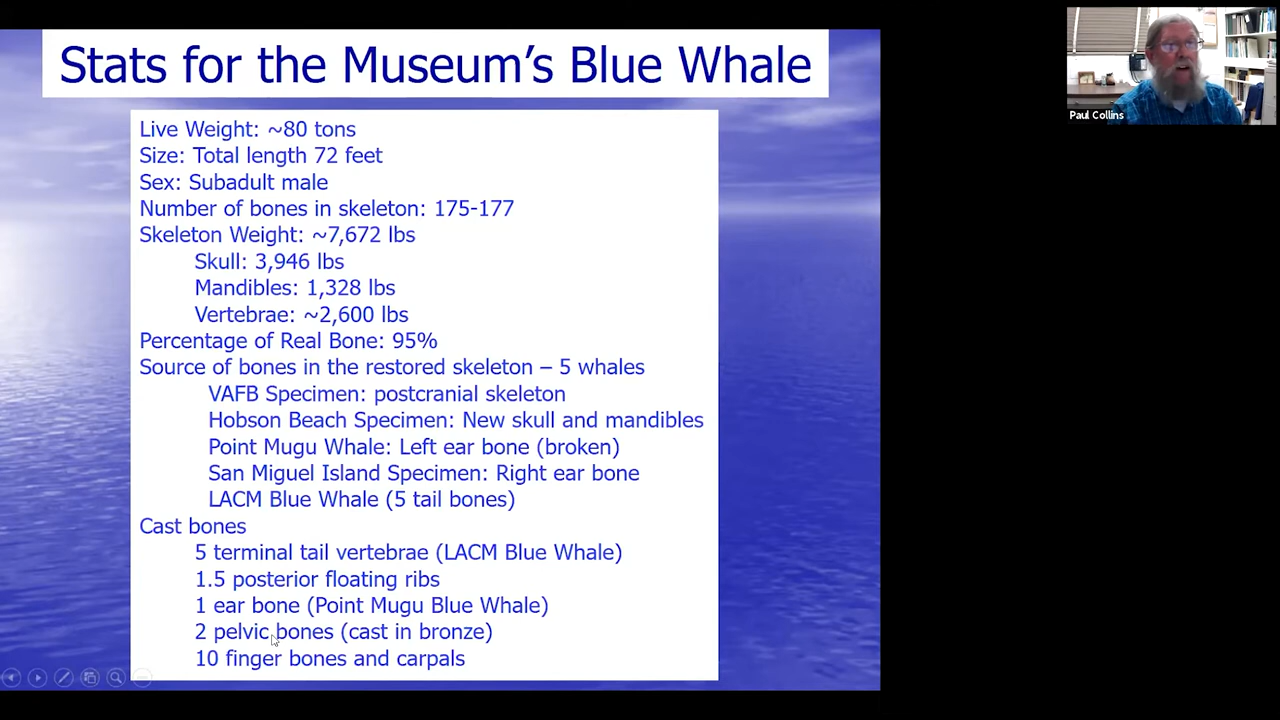 Stats for the Museum's Blue Whale
Live Weight: ~80 tons
Size: Total length 72 feet
Sex: Subadult male
Number of bones in skeleton: 175-177
Skeleton Weight: ~7,672 lbs
Skull: 3,946 lbs
Mandibles: 1,328 lbs
Vertebrae: ~2,600 lbs
Percentage of Real Bone: 95%
Source of bones in the restored skeleton – 5 whales
VAFB Specimen: postcranial skeleton
Hobson Beach Specimen: New skull and mandibles
Point Mugu Whale: Left ear bone (broken)
San Miguel Island Specimen: Right ear bone
LACM Blue Whale (5 tail bones)
Cast bones
5 terminal tail vertebrae (LACM Blue Whale)
1.5 posterior floating ribs
1 ear bone (Point Mugu Blue Whale)
2 pelvic bones (cast in bronze)
10 finger bones and carpals
Paul Collins